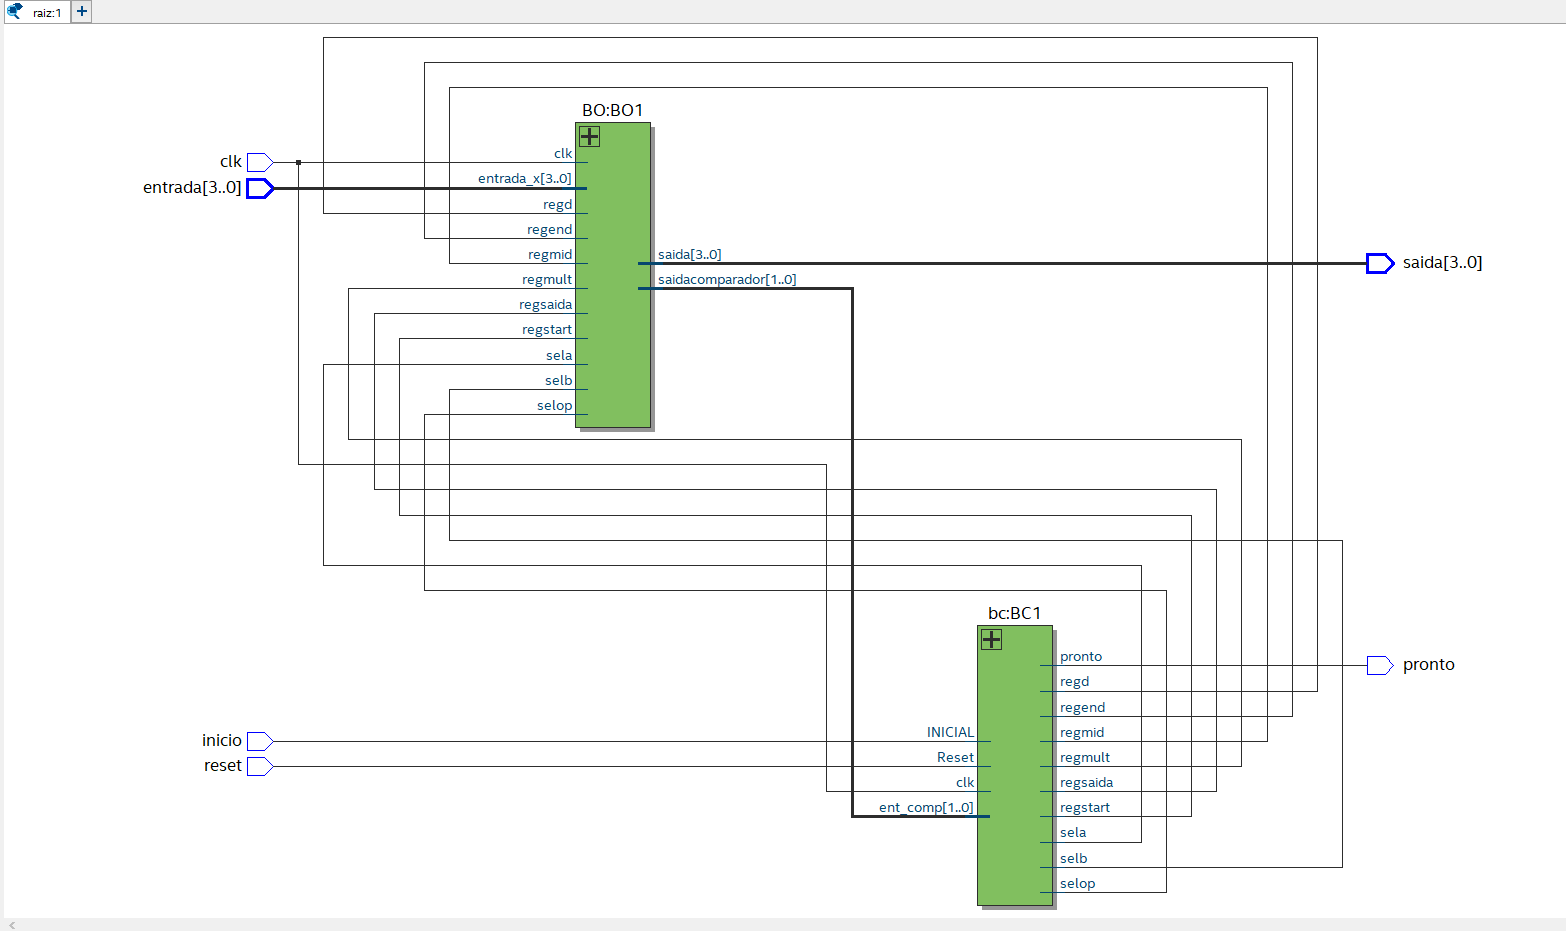 raiz:1
BO:BO1
clk
clk
entrada[3..0]
entrada_x[3..0]
regd
regend
regmid
saida[3..0]
saida[3..0]
regmult
saidacomparador[1..0]
regsaida
regstart
sela
selb
selop
bc:BC1
pronto
pronto
regd
regend
inicio
INICIAL
regmid
reset
Reset
regmult
clk
regsaida
ent_comp[1..0]
regstart
sela
selb
selop